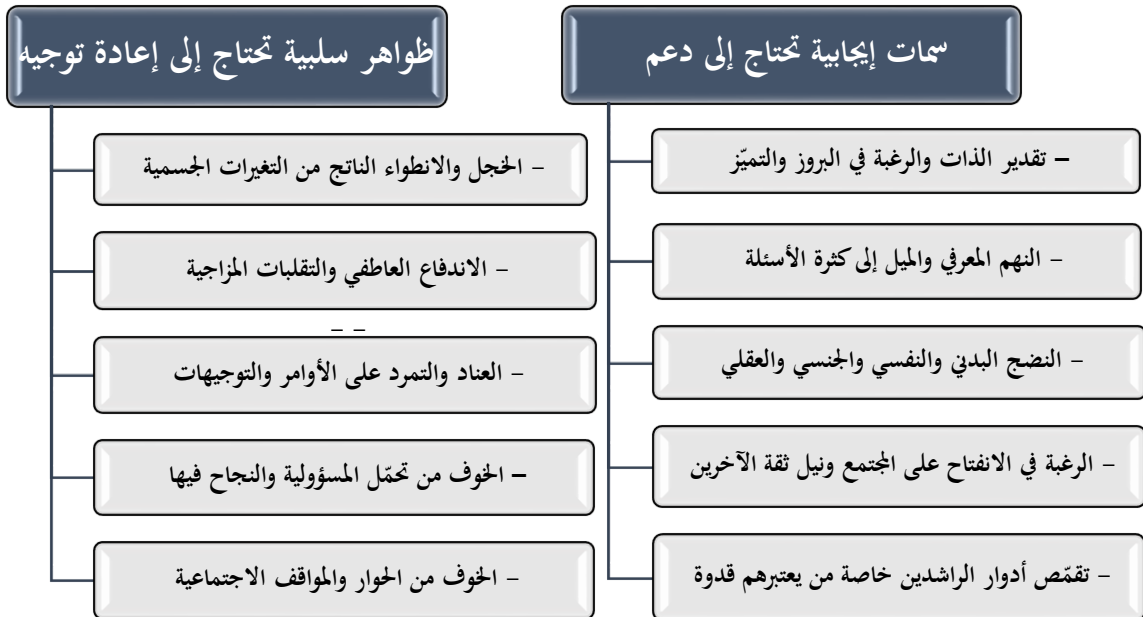 سمات إيجابية تحتاج إلى دعم
– تقدير الذات والرغبة في البروز والتميّز
– النهم المعرفي والميل إلى كثرة الأسئلة
– النضج البدني والنفسي والجنسي والعقلي
– الرغبة في الانفتاح على المجتمع ونيل ثقة الآخرين
– تقمّص أدوار الراشدين خاصة من يعتبرهم قدوة
ظواهر سلبية تحتاج إلى إعادة توجيه
– الخجل والانطواء الناتج من التغيرات الجسمية
– الاندفاع العاطفي والتقلبات المزاجية
– –
– العناد والتمرد على الأوامر والتوجيهات
– الخوف من تحمّل المسؤولية والنجاح فيها
– الخوف من الحوار والمواقف الاجتماعية